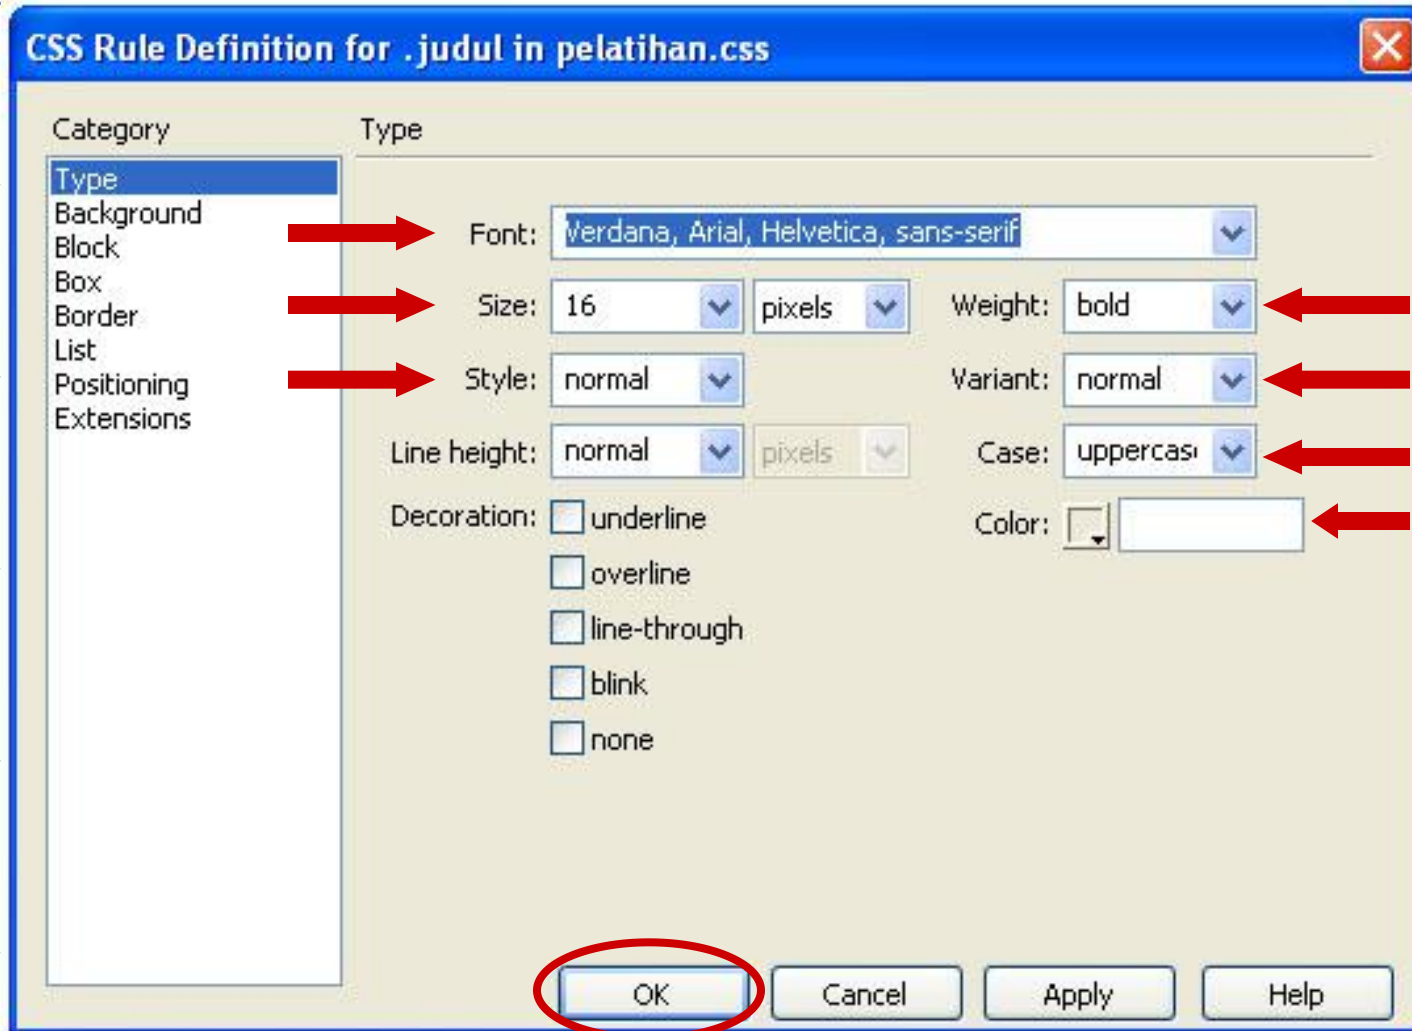 CSS Rule Definition for .judul in pelatihan.css
Category
Type
Background
Block
Box
Border
List
Positioning
Extensions
Type
Font: Verdana, Arial, Helvetica, sans-serif
Size: 16 pixels Weight: bold
Style: normal Variant: normal
Line height: normal pixels Case: uppercase
Decoration: underline Color:
overline
line-through
blink
none
OK Cancel Apply Help